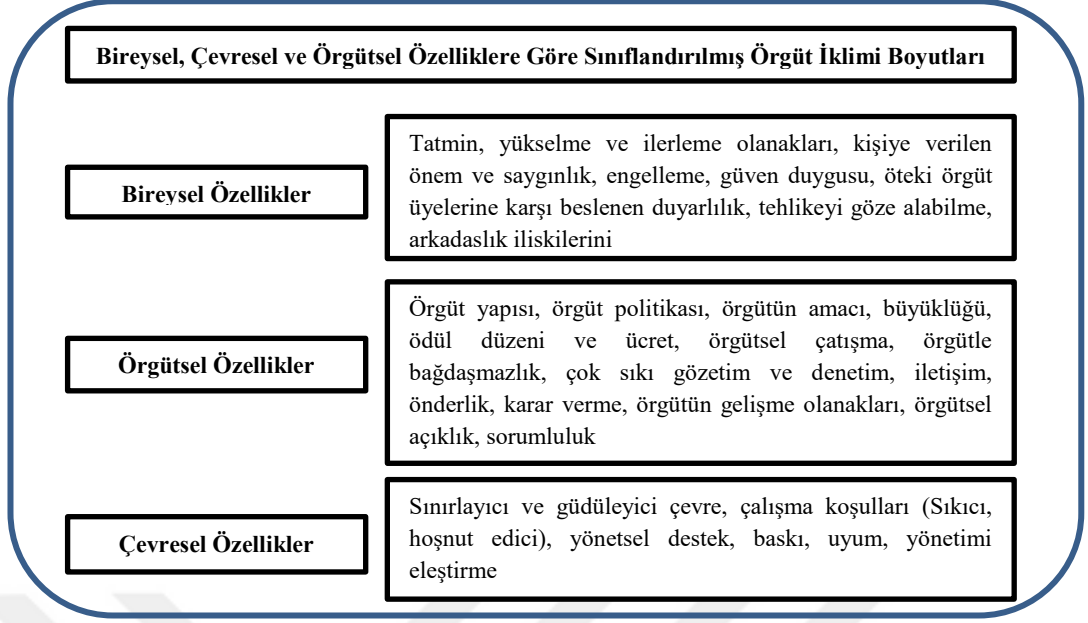 Bireysel, Çevresel ve Örgütsel Özelliklere Göre Sınıflandırılmış Örgüt İklimi Boyutları
Bireysel Özellikler
Tatmin, yükselme ve ilerleme olanakları, kişiye verilen
önem ve saygınlık, engelleme, güven duygusu, öteki örgüt
üyelerine karşı beslenen duyarlılık, tehlikeyi göze alabilme,
arkadaslık iliskilerini
Örgütsel Özellikler
Örgüt yapısı, örgüt politikası, örgütün amacı, büyüklüğü,
ödül düzeni ve ücret, örgütsel çatışma, örgütle
bağdaşmazlık, çok sıkı gözetim ve denetim, iletişim,
önderlik, karar verme, örgütün gelişme olanakları, örgütsel
açıklık, sorumluluk
Çevresel Özellikler
Sınırlayıcı ve güdüleyici çevre, çalışma koşulları (Sıkıcı,
hoşnut edici), yönetsel destek, baskı, uyum, yönetimi
eleştirme